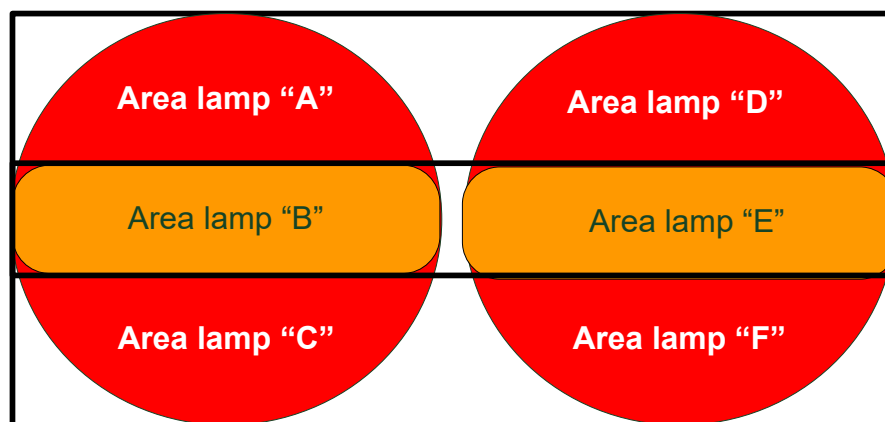 Area lamp “A”
Area lamp “D”
Area lamp “B”
Area lamp “E”
Area lamp “C”
Area lamp “F”